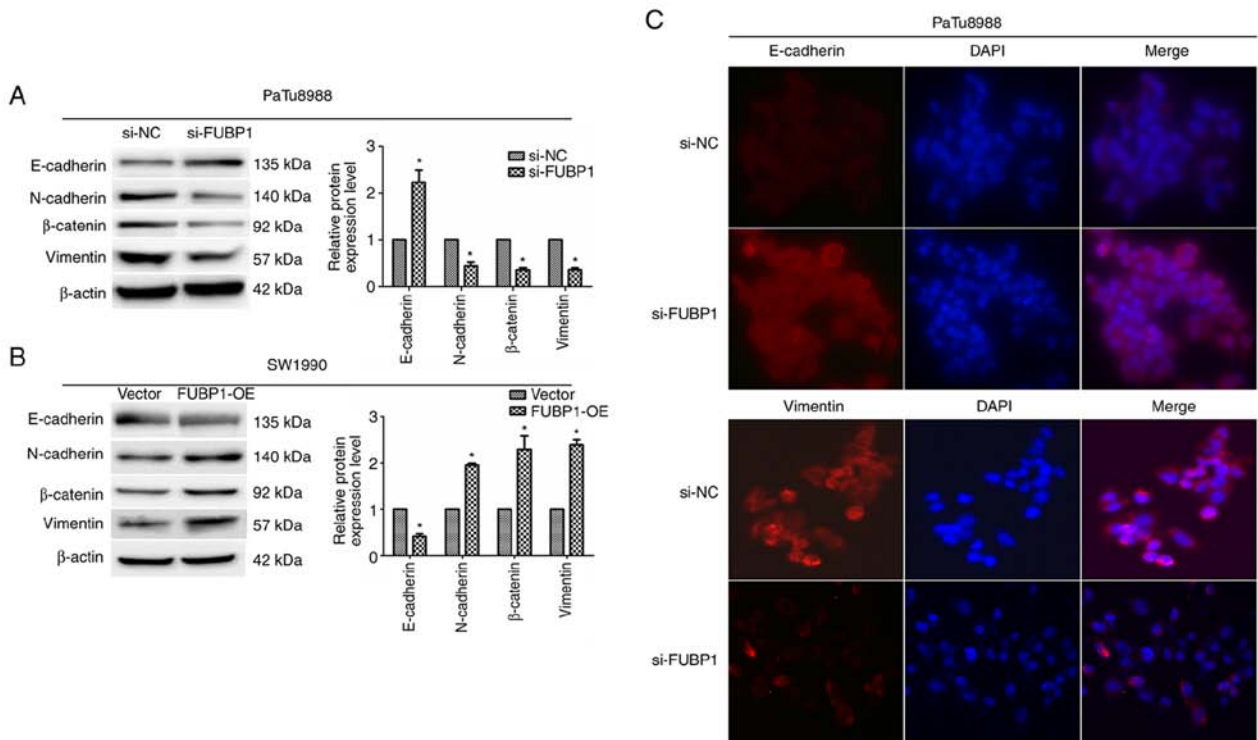 A
PaTu8988
si-NC si-FUBP1
E-cadherin 135 kDa
N-cadherin 140 kDa
β-catenin 92 kDa
Vimentin 57 kDa
β-actin 42 kDa
Relative protein
expression level
3
2
1
0
si-NC
si-FUBP1
*
*
*
*
E-cadherin
N-cadherin
β-catenin
Vimentin
B
SW1990
Vector FUBP1-OE
E-cadherin 135 kDa
N-cadherin 140 kDa
β-catenin 92 kDa
Vimentin 57 kDa
β-actin 42 kDa
Relative protein
expression level
3
2
1
0
Vector
FUBP1-OE
*
*
*
*
E-cadherin
N-cadherin
β-catenin
Vimentin
C
PaTu8988
E-cadherin DAPI Merge
si-NC
si-FUBP1
Vimentin DAPI Merge
si-NC
si-FUBP1